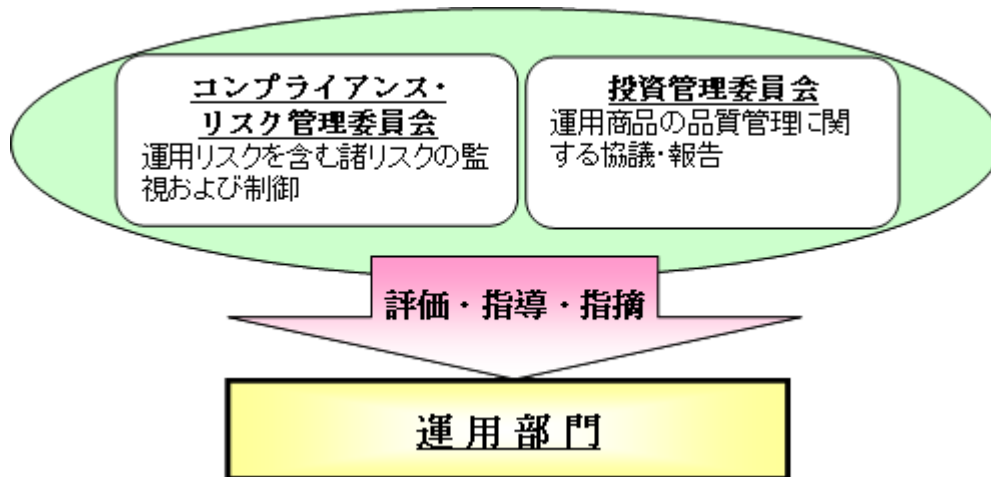 コンプライアンス・
リスク管理委員会
運用リスクを含む諸リスクの監
視および制御
投資管理委員会
運用商品の品質管理に関
する協議・報告
評価・指導・指摘
運用部門